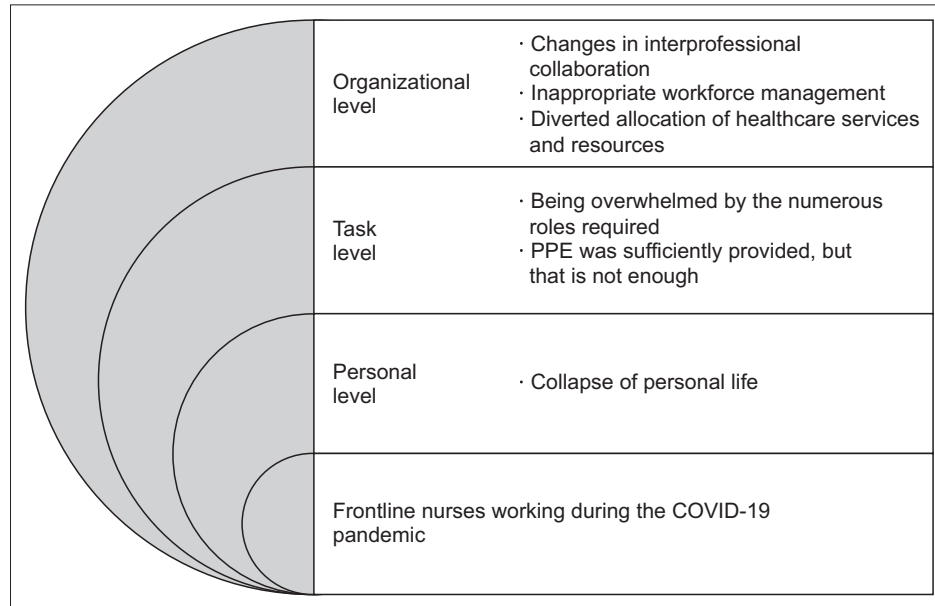 Organizational
level
· Changes in interprofessional
collaboration
· Inappropriate workforce management
· Diverted allocation of healthcare services
and resources
Task
level
· Being overwhelmed by the numerous
roles required
· PPE was sufficiently provided, but
that is not enough
Personal
level
· Collapse of personal life
Frontline nurses working during the COVID-19
pandemic